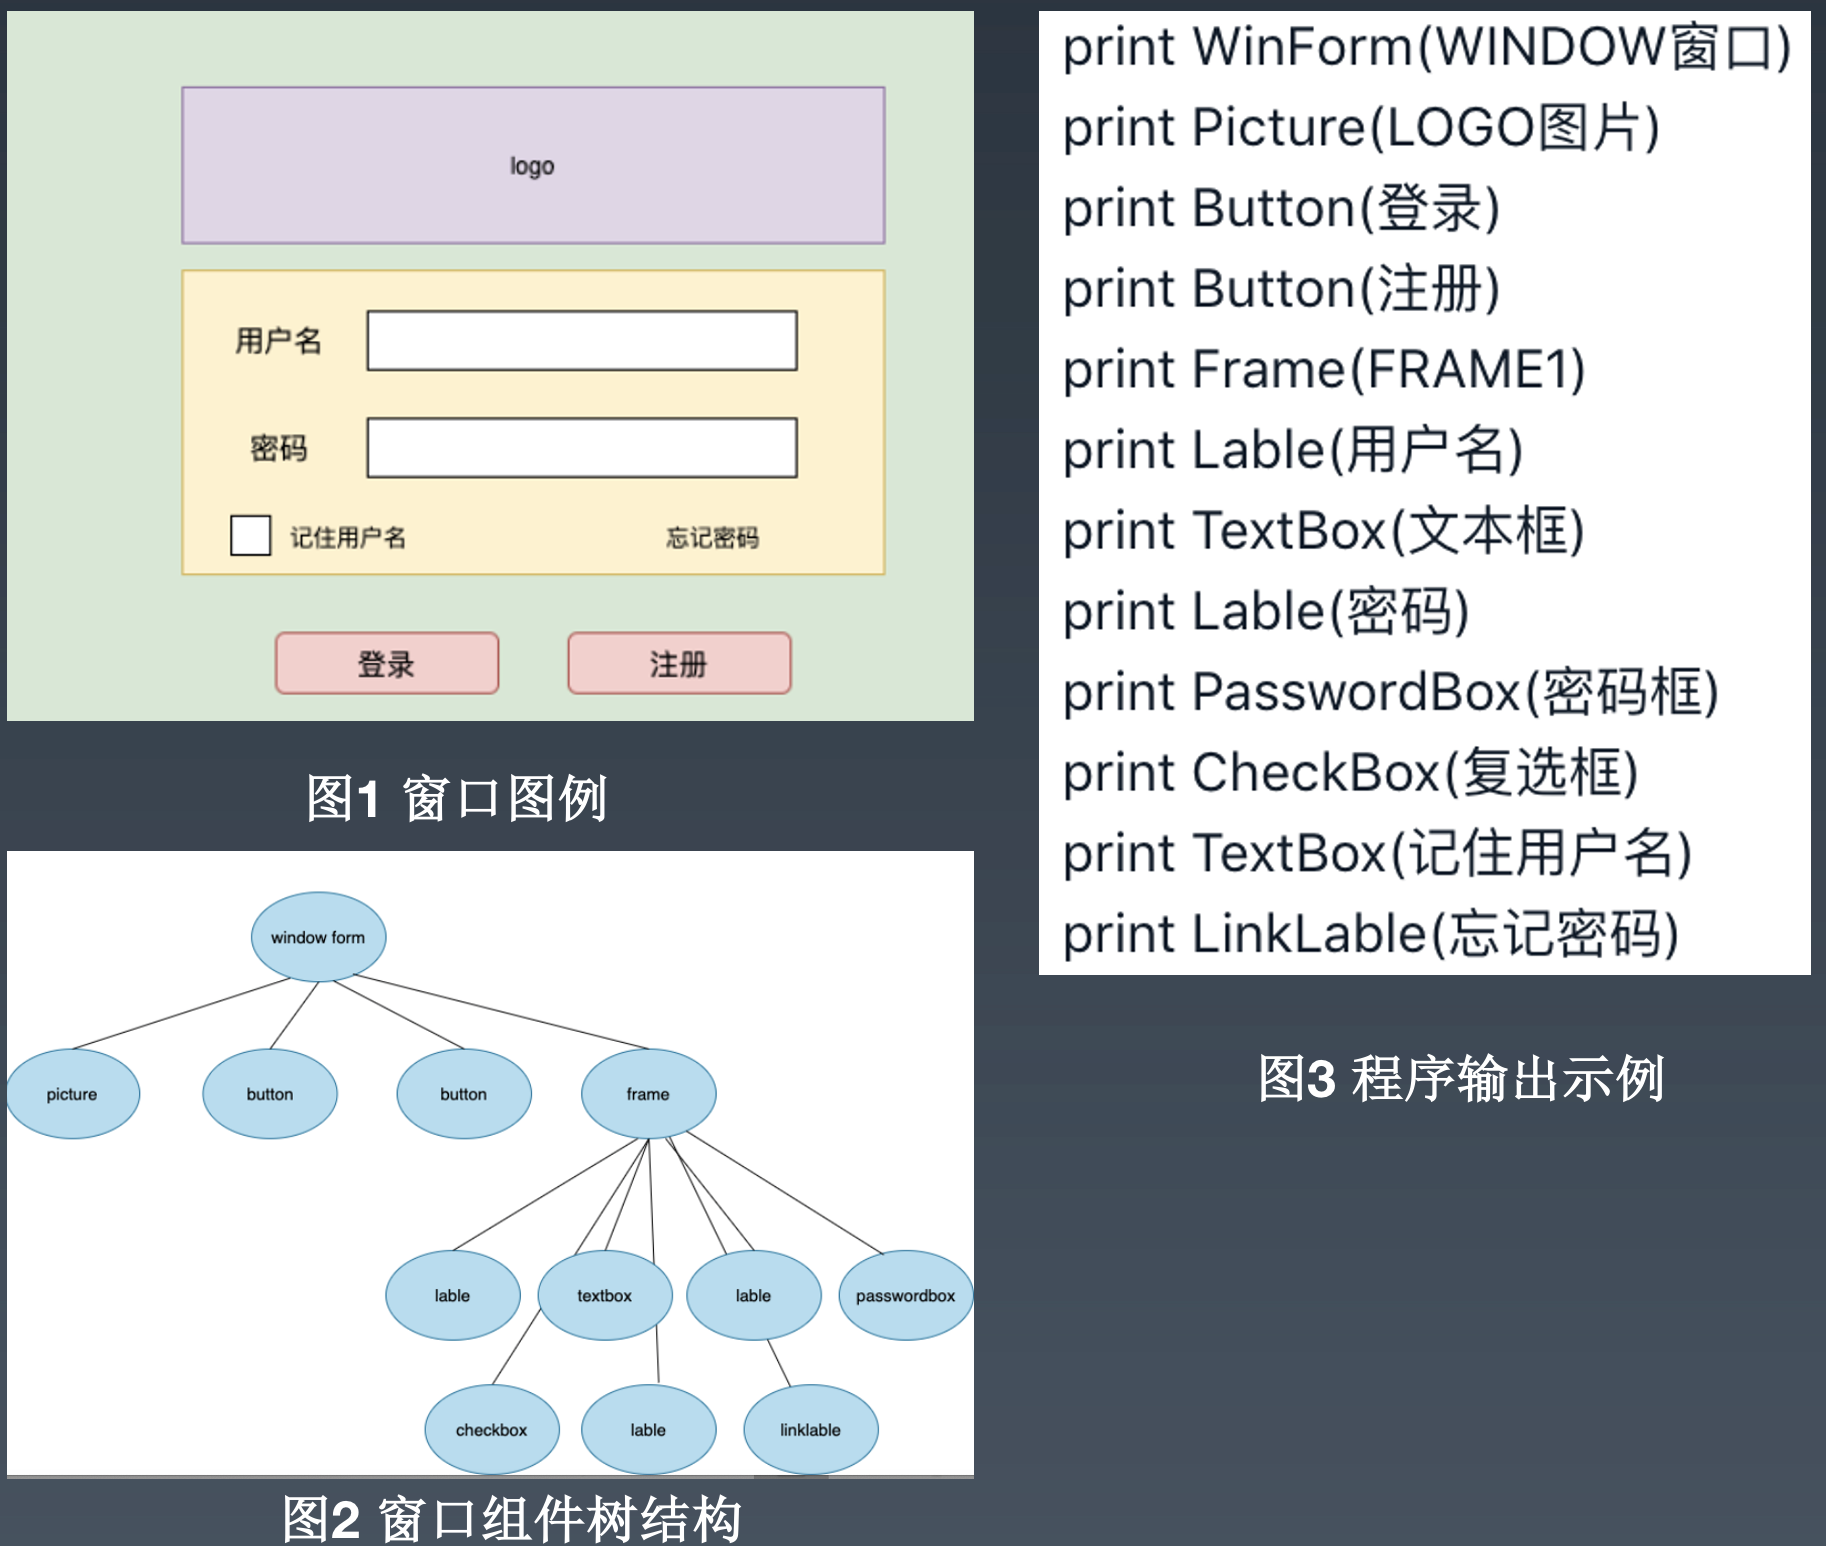 logo
用户名
密码
记住用户名 忘记密码
登录 注册
图1 窗口图例
window form
picture button button frame
lable textbox lable passwordbox
checkbox lable linklable
图2 窗口组件树结构
print WinForm(WINDOW窗口)
print Picture(LOGO图片)
print Button(登录)
print Button(注册)
print Frame(FRAME1)
print Lable(用户名)
print TextBox(文本框)
print Lable(密码)
print PasswordBox(密码框)
print CheckBox(复选框)
print TextBox(记住用户名)
print LinkLable(忘记密码)
图3 程序输出示例